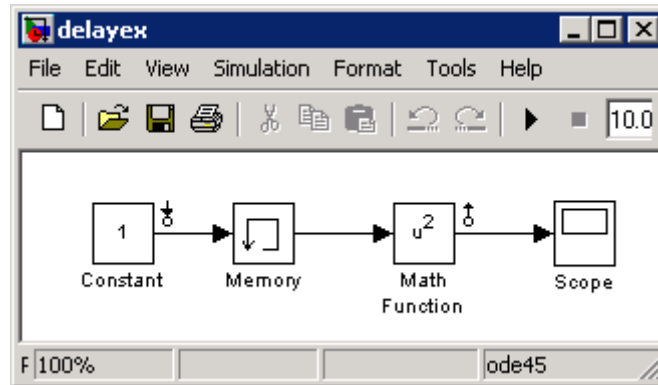 delayex
File Edit View Simulation Format Tools Help
10.0
1
u2
Constant
Memory
Math
Function
Scope
F 100%
ode45